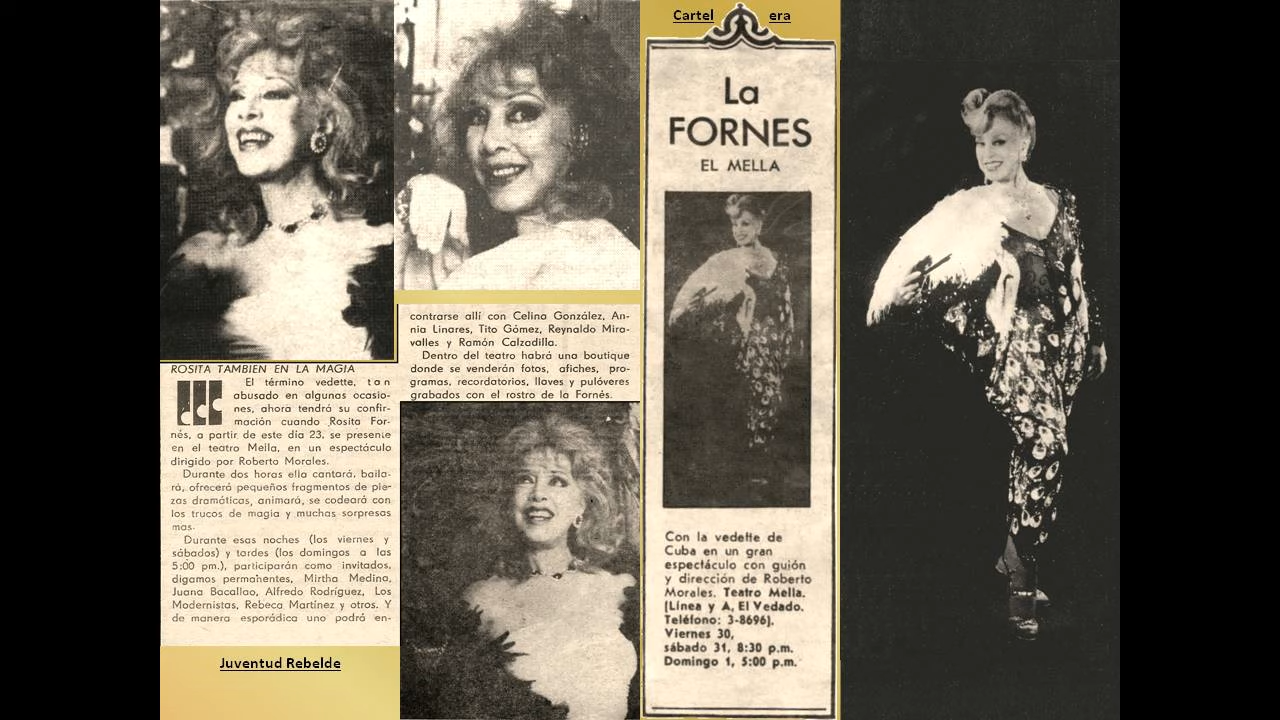 ROSITA TAMBIEN EN LA MAGIA
El término vedette, tan
abusado en algunas ocasio-
nes, ahora tendrá su confir-
mación cuando Rosita For-
nés, a partir de este día 23, se presente
en el teatro Mella, en un espectáculo
dirigido por Roberto Morales.
Durante dos horas ella cantará, baila-
rá, ofrecerá pequeños fragmentos de pie-
zas dramáticas, animará, se codeará con
los trucos de magia y muchas sorpresas
mas.
Durante esas noches (los viernes y
sábados) y tardes (los domingos a las
5:00 pm.), participarán como invitados,
digamos permanentes, Mirtha Medina,
Juana Bacallao, Alfredo Rodríguez, Los
Modernistas, Rebeca Martínez y otros. Y
de manera esporádica uno podrá en-
contrarse allí con Celina González, An-
nia Linares, Tito Gómez, Reynaldo Mira-
valles y Ramón Calzadilla.
Dentro del teatro habrá una boutique
donde se venderán fotos, afiches, pro-
gramas, recordatorios, llaves y pulóveres
grabados con el rostro de la Fornés.
Juventud Rebelde
Cartel era
La
FORNES
EL MELLA
Con la vedette de
Cuba en un gran
espectáculo con guión
y dirección de Roberto
Morales. Teatro Mella.
(Línea y A, El Vedado.
Teléfono: 3-8696).
Viernes 30,
sábado 31, 8:30 p.m.
Domingo 1, 5:00 p.m.